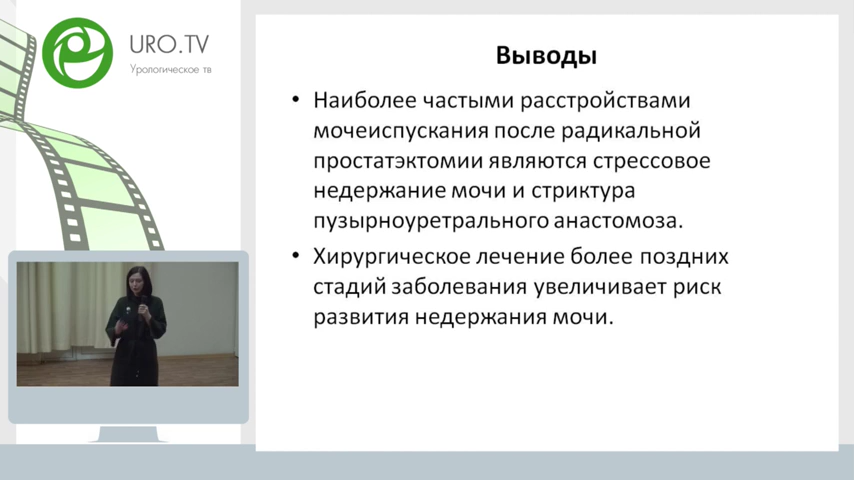 URO.TV
Урологическое тв
Выводы
• Наиболее частыми расстройствами
мочеиспускания после радикальной
простатэктомии являются стрессовое
недержание мочи и стриктура
пузырноуретрального анастомоза.
• Хирургическое лечение более поздних
стадий заболевания увеличивает риск
развития недержания мочи.